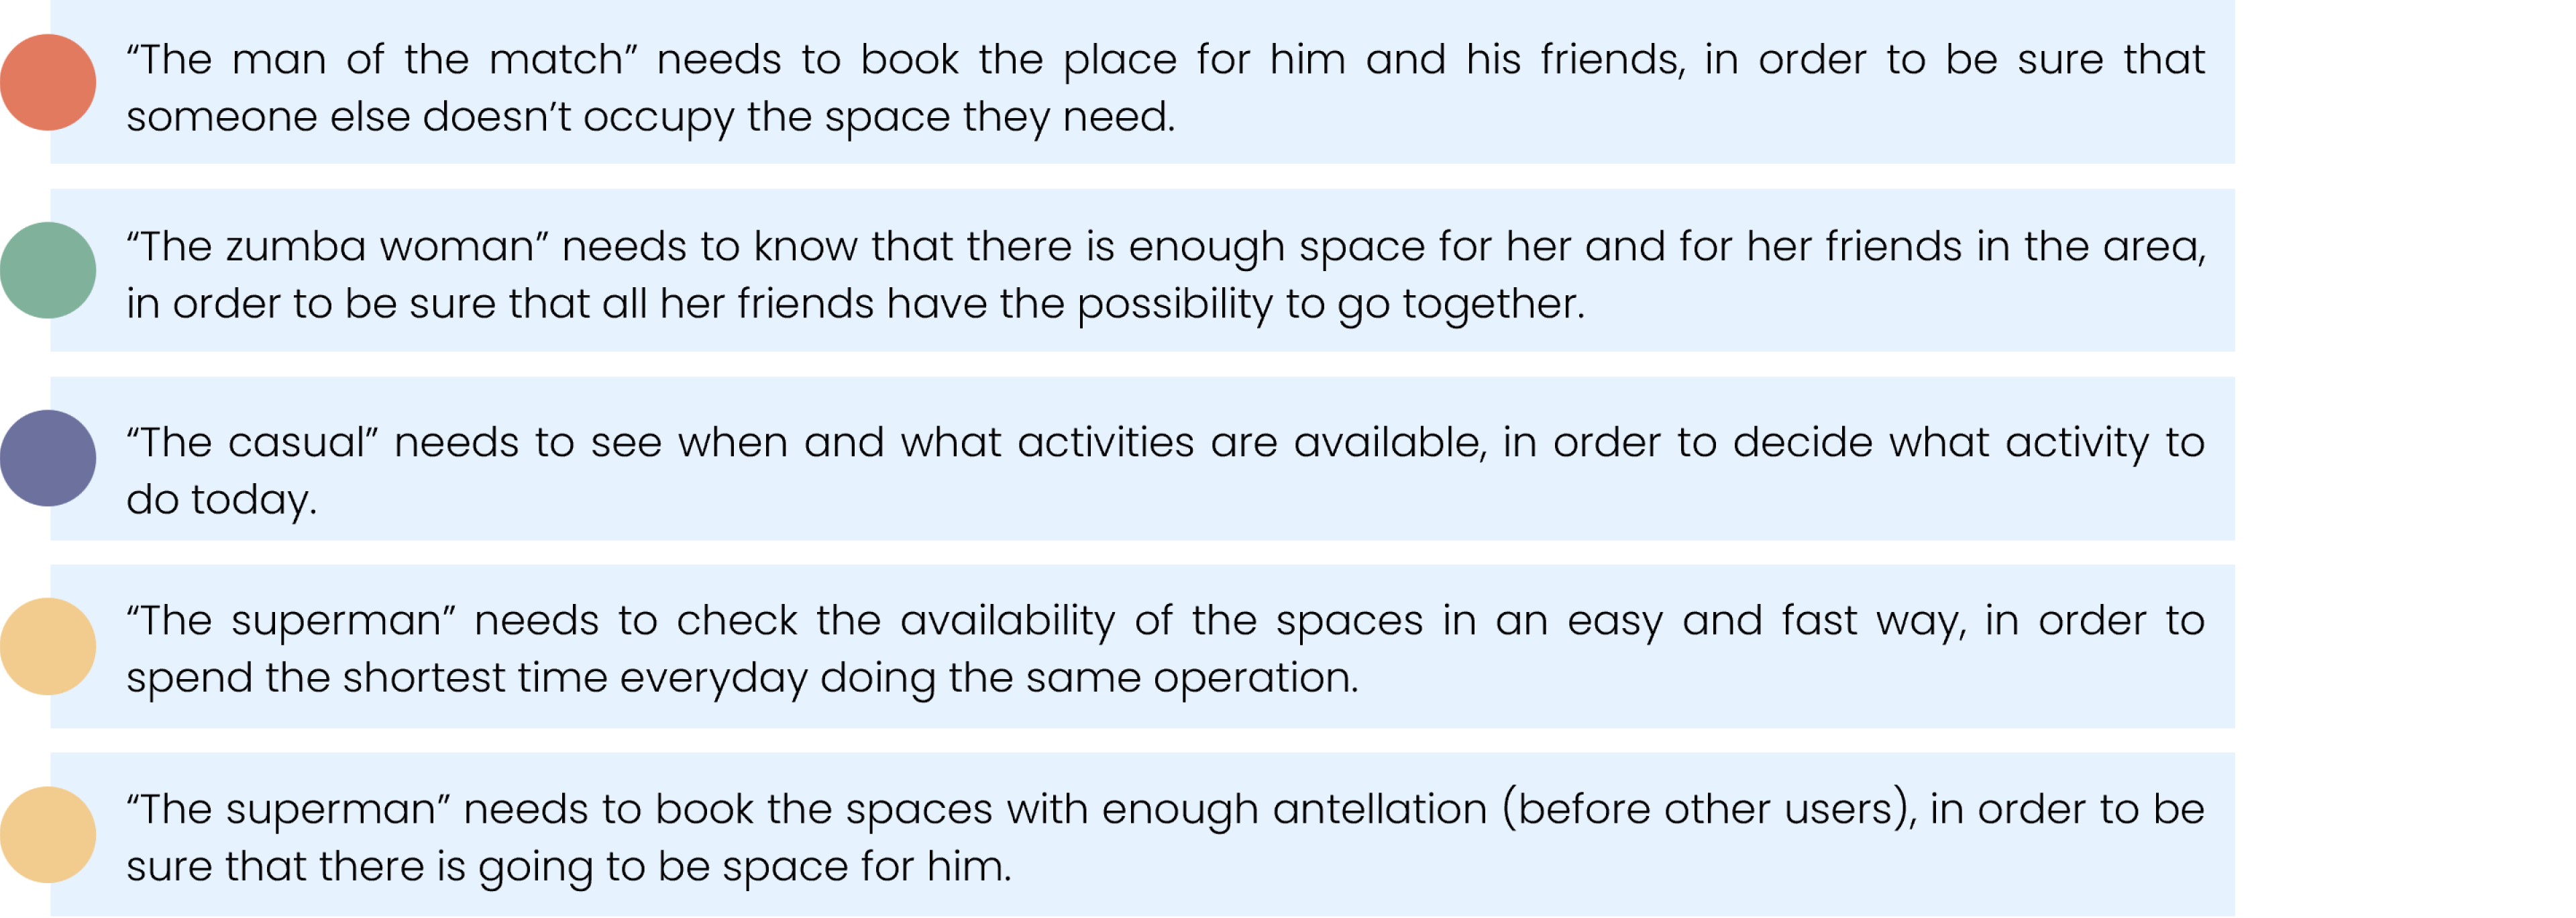 “The man of the match” needs to book the place for him and his friends, in order to be sure that
someone else doesn’t occupy the space they need.
“The zumba woman” needs to know that there is enough space for her and for her friends in the area,
in order to be sure that all her friends have the possibility to go together.
“The casual” needs to see when and what activities are available, in order to decide what activity to
do today.
“The superman” needs to check the availability of the spaces in an easy and fast way, in order to
spend the shortest time everyday doing the same operation.
“The superman” needs to book the spaces with enough antellation (before other users), in order to be
sure that there is going to be space for him.